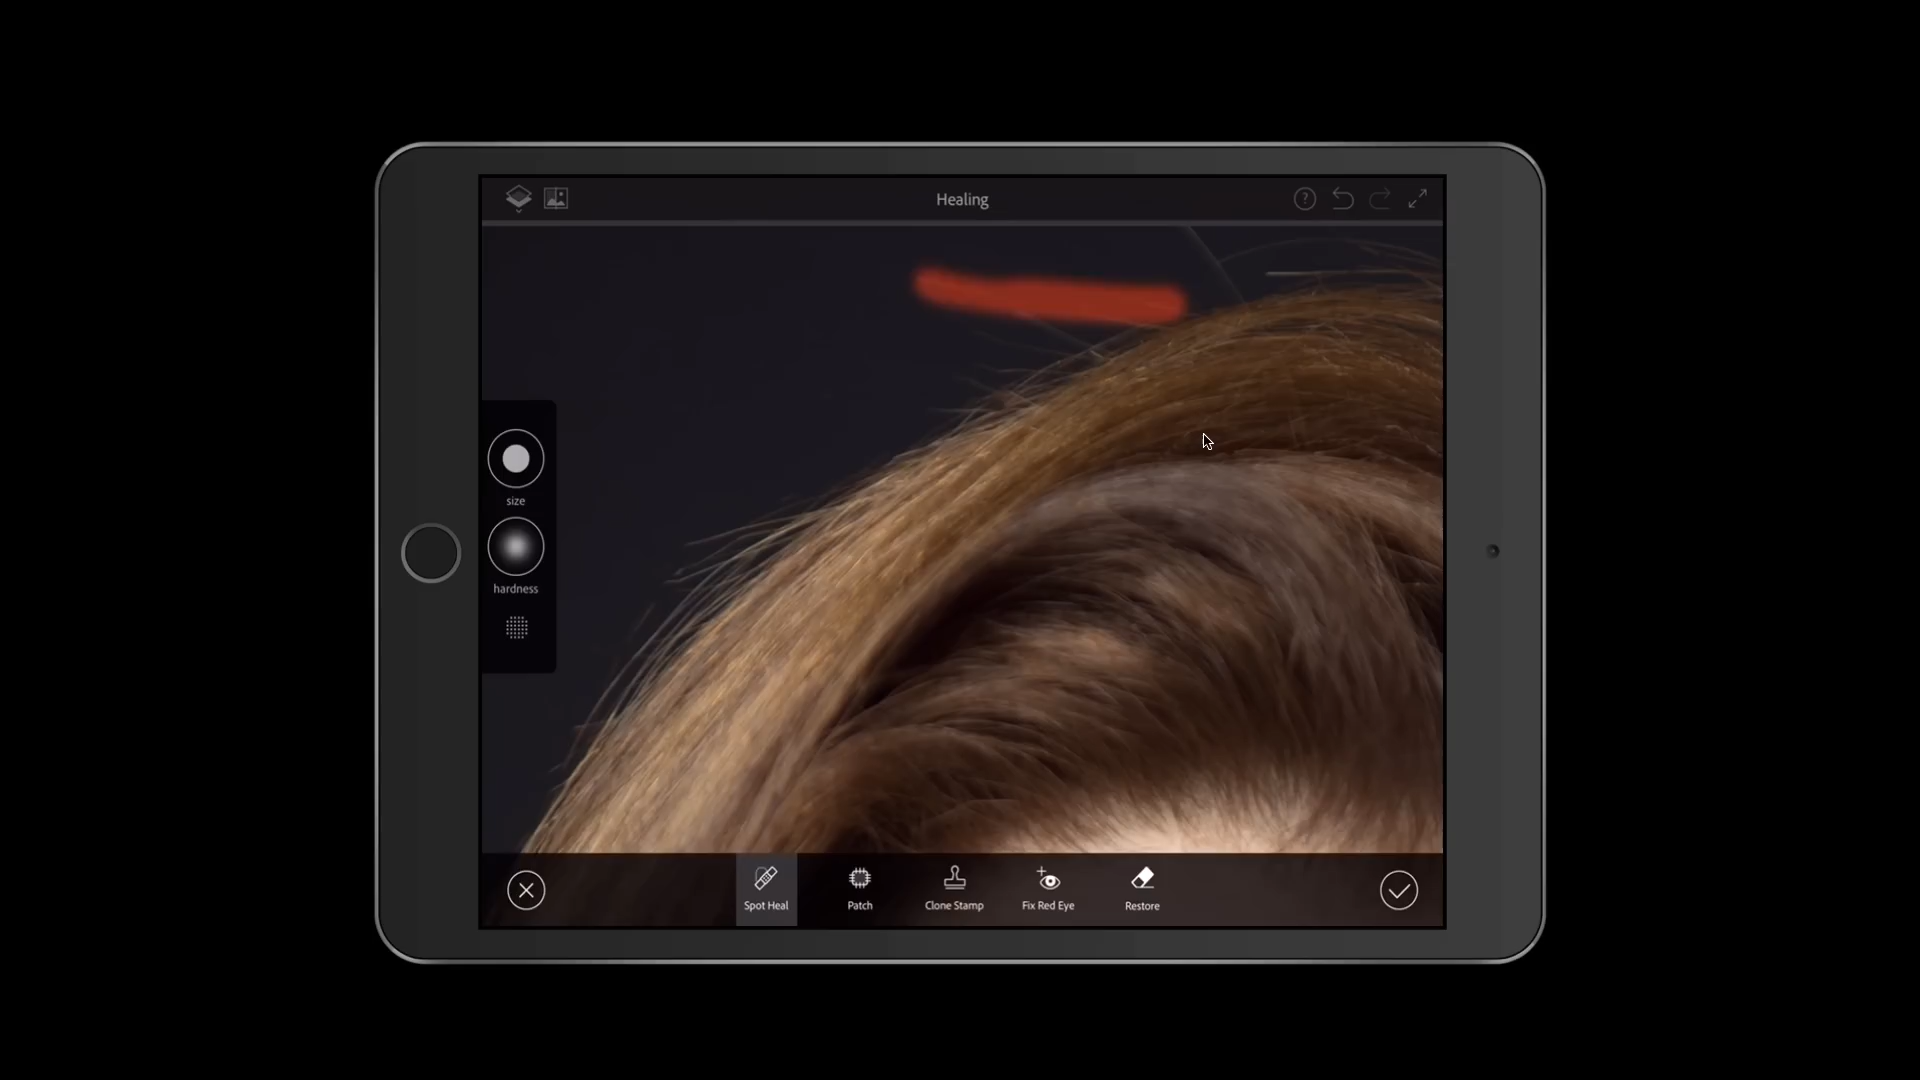 Healing
?
size
hardness
Spot Heal
Patch
Clone Stamp
Fix Red Eye
Restore